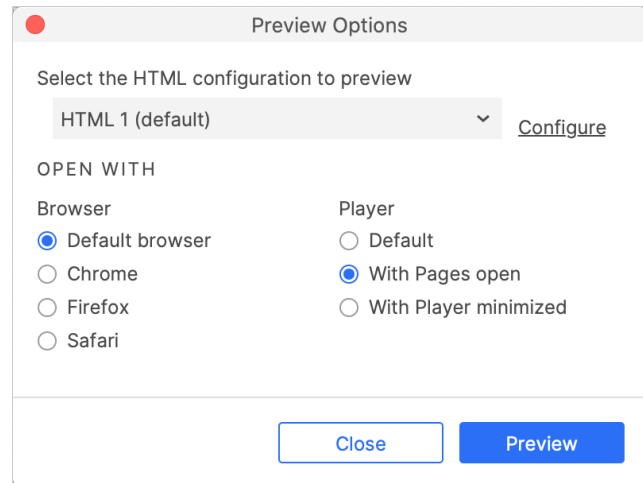 Preview Options
Select the HTML configuration to preview
HTML 1 (default)
Configure
OPEN WITH
Browser
Default browser
Chrome
Firefox
Safari
Player
Default
With Pages open
With Player minimized
Close
Preview